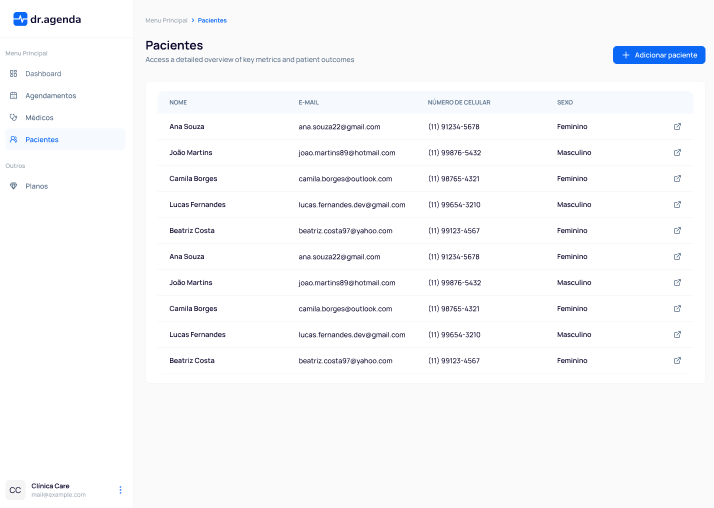 dr.agenda
Menu Principal
Dashboard
Agendamentos
Médicos
Pacientes
Outros
Planos
CC
Clínica Care
mail@example.com
Menu Principal > Pacientes
Pacientes
Access a detailed overview of key metrics and patient outcomes
Adicionar paciente
NOME E-MAIL NÚMERO DE CELULAR SEXO
Ana Souza ana.souza22@gmail.com (11) 91234-5678 Feminino
João Martins joao.martins89@hotmail.com (11) 99876-5432 Masculino
Camila Borges camila.borges@outlook.com (11) 98765-4321 Feminino
Lucas Fernandes lucas.fernandes.dev@gmail.com (11) 99654-3210 Masculino
Beatriz Costa beatriz.costa97@yahoo.com (11) 99123-4567 Feminino
Ana Souza ana.souza22@gmail.com (11) 91234-5678 Feminino
João Martins joao.martins89@hotmail.com (11) 99876-5432 Masculino
Camila Borges camila.borges@outlook.com (11) 98765-4321 Feminino
Lucas Fernandes lucas.fernandes.dev@gmail.com (11) 99654-3210 Masculino
Beatriz Costa beatriz.costa97@yahoo.com (11) 99123-4567 Feminino